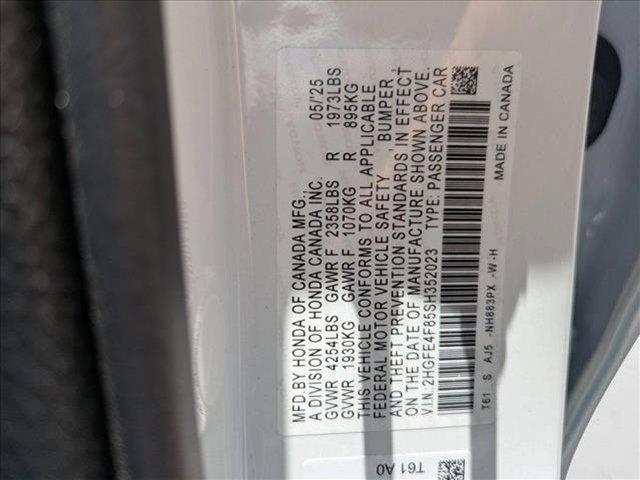 MFD.BY HONDA OF CANADA MFG., 05/'25
A DIVISION OF HONDA CANADA INC.
GVWR 4254LBS GAWR F 2358LBS R 1973LBS
GVWR 1930KG GAWR F 1070KG R 895KG
THIS VEHICLE CONFORMS TO ALL APPLICABLE
FEDERAL MOTOR VEHICLE SAFETY, BUMPER,
AND THEFT PREVENTION STANDARDS IN EFFECT
ON THE DATE OF MANUFACTURE SHOWN ABOVE.
V.I.N.: 2HGFE4F85SH352023 TYPE: PASSENGER CAR
T61 S AJ5 -NH883PX -W-H
MADE IN CANADA
T61 A0